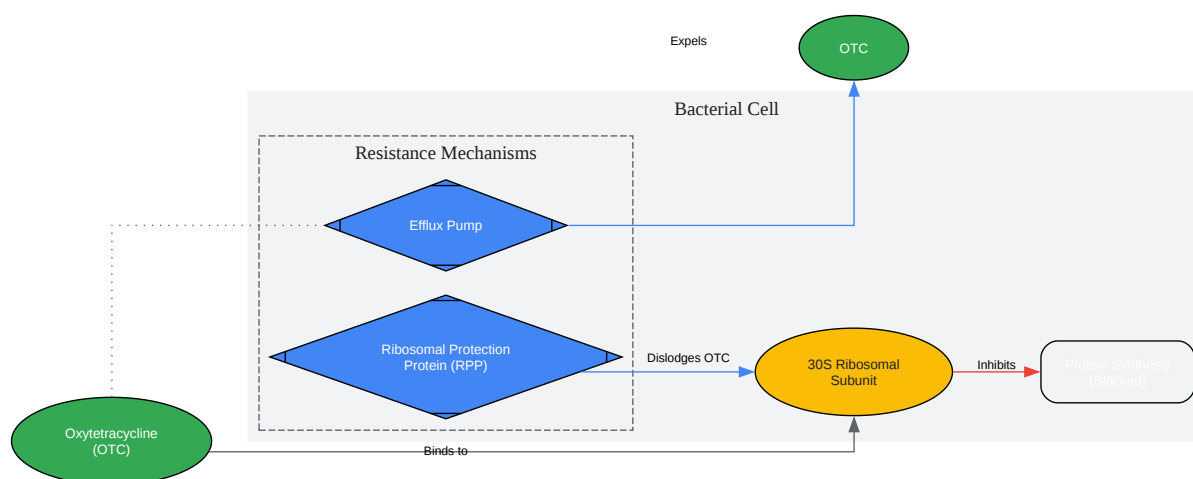 Expels
OTC
Bacterial Cell
Resistance Mechanisms
Efflux Pump
Ribosomal Protection
Protein (RPP)
Dislodges OTC
30S Ribosomal
Subunit
Inhibits
Protein Synthesis
(Blocked)
Oxytetracycline
(OTC)
Binds to